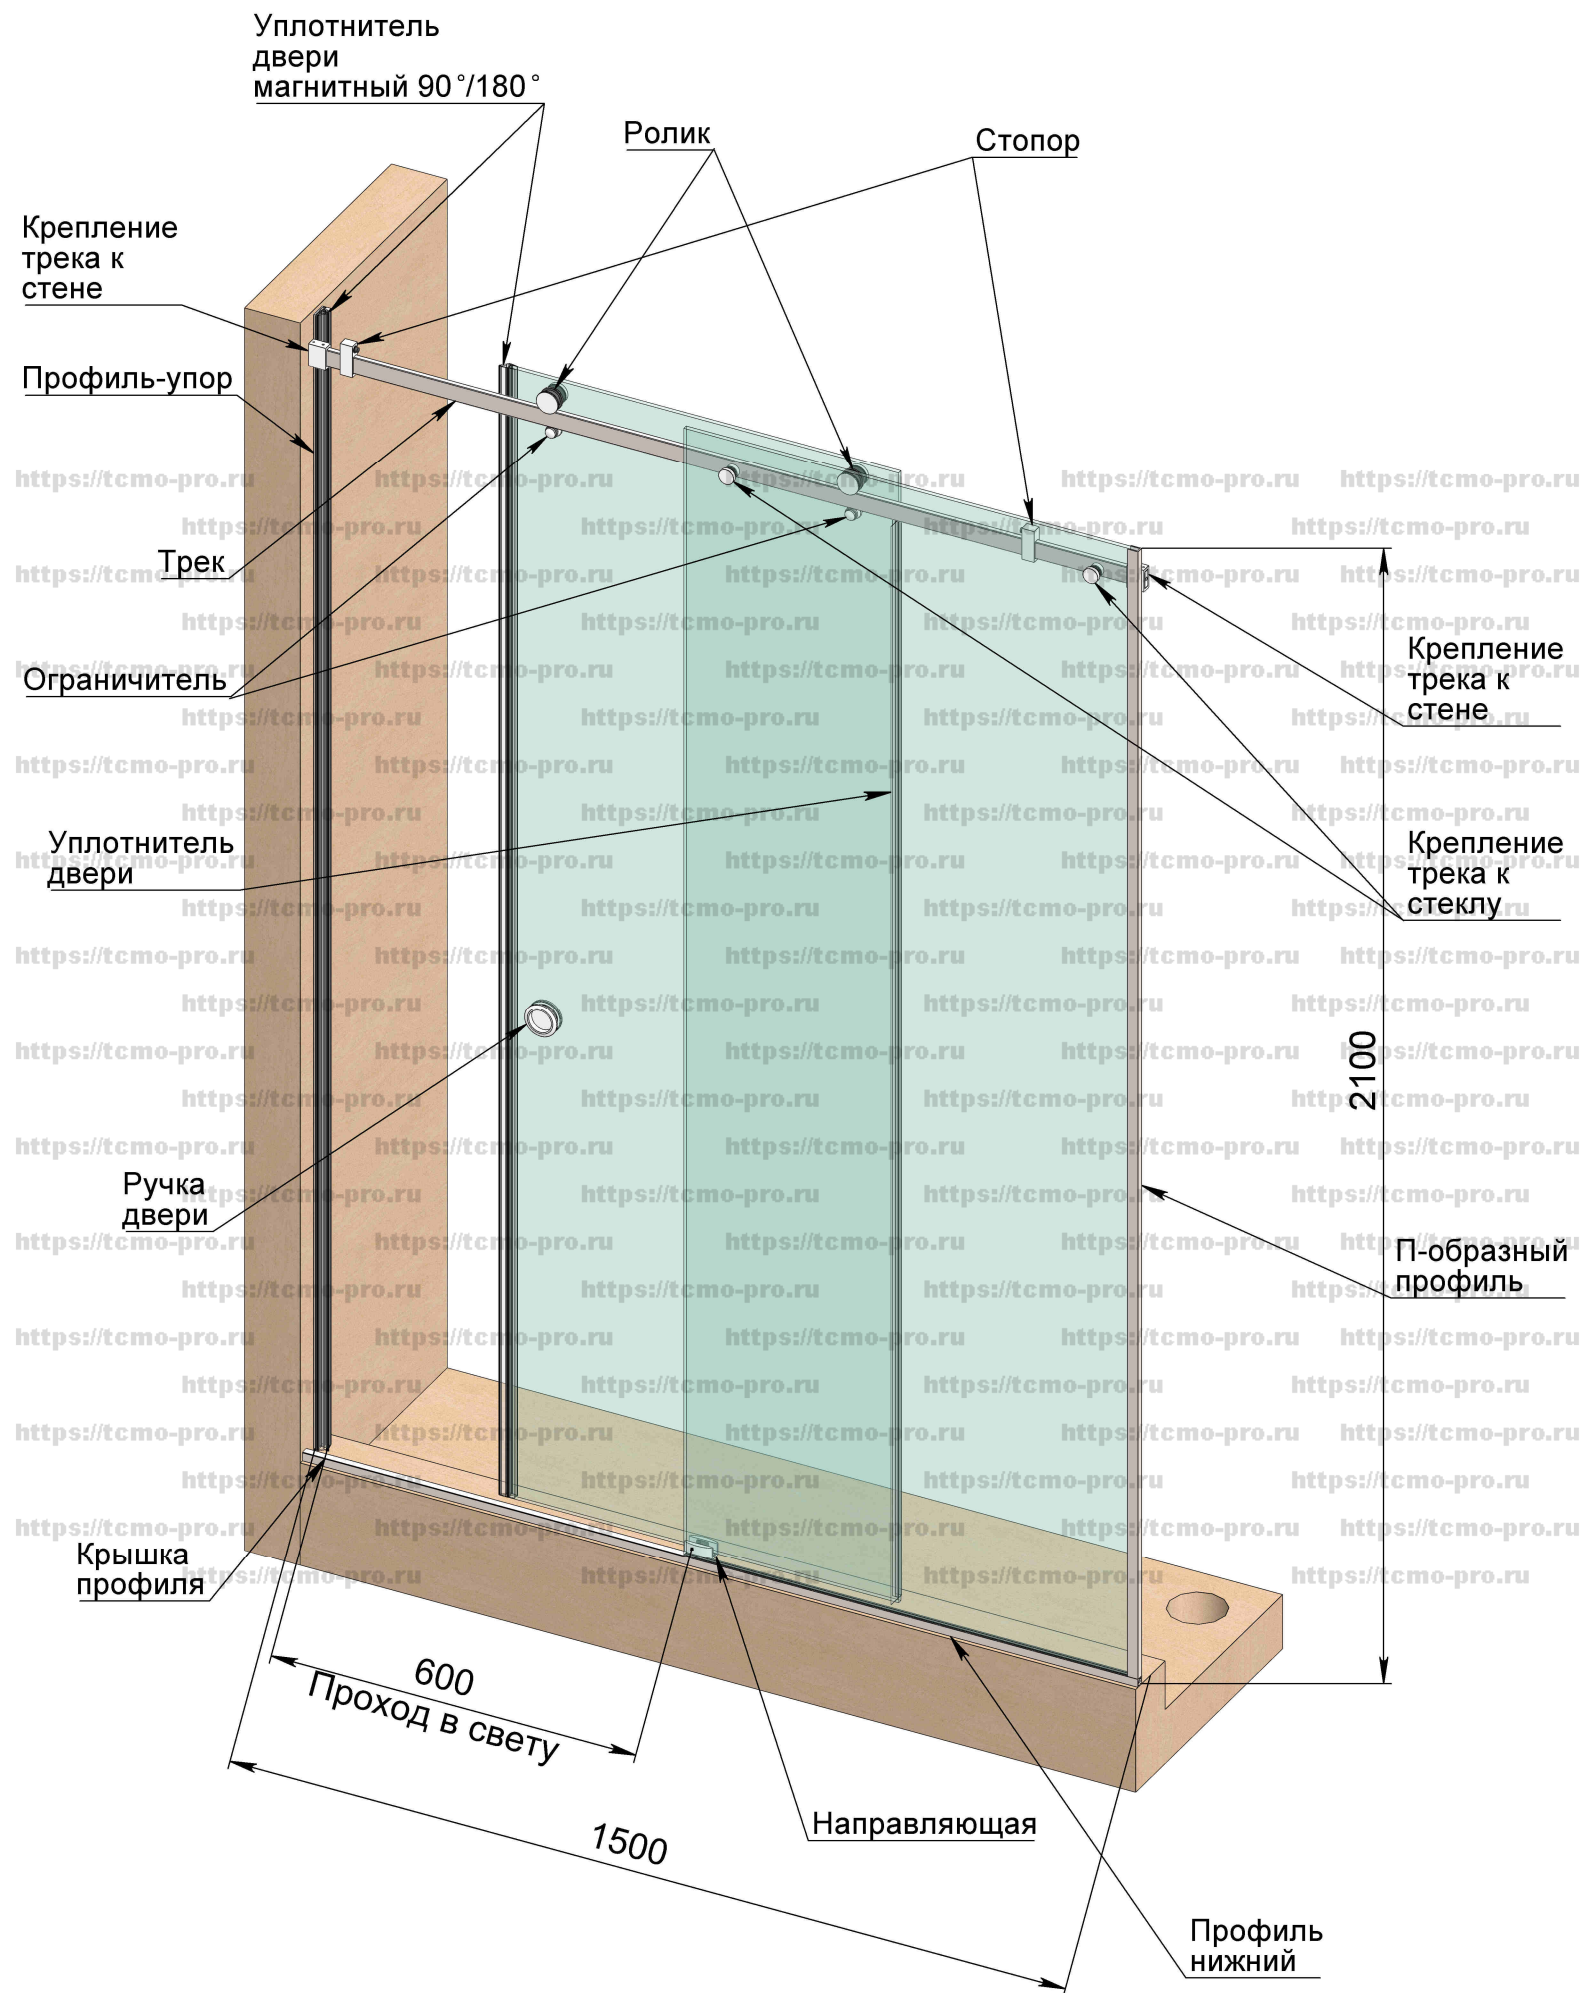 Уплотнитель
двери
магнитный 90°/180°
Ролик
Стопор
Крепление
трека к
стене
Профиль-упор
Трек
Ограничитель
Крепление
трека к
стене
Уплотнитель
двери
Крепление
трека к
стеклу
2100
Ручка
двери
П-образный
профиль
Крышка
профиля
600
Проход в свету
1500
Направляющая
Профиль
нижний
https://tcmo-pro.ru